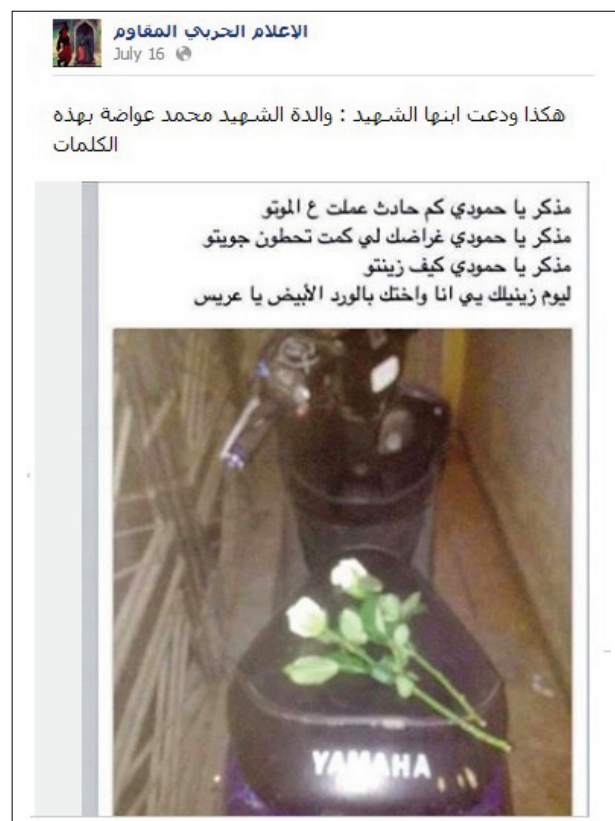 الإعلام الحربي المقاوم
July 16
هكذا ودعت ابنها الشهيد : والدة الشهيد محمد عواضة بهذه
الكلمات
مذكر يا حمودي كم حادث عملت ع الموتو
مذكر يا حمودي غراضك لي كمت تحطون جويتو
مذكر يا حمودي كيف زينتو
ليوم زينيلك يي انا واختك بالورد الأبيض يا عريس
YAMAHA